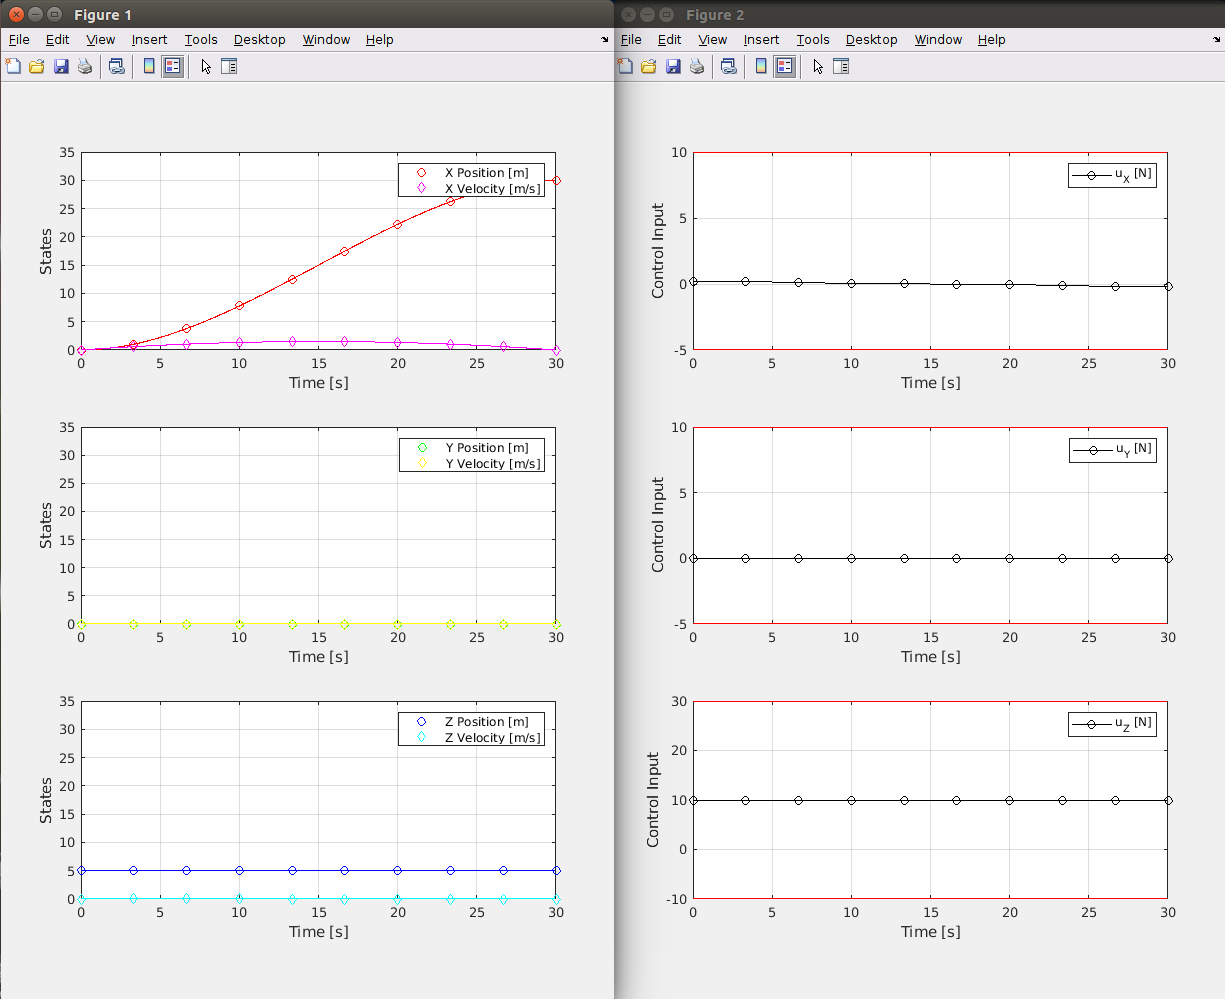 Figure 1
File Edit View Insert Tools Desktop Window Help
35
30
25
20
15
10
5
0
States
X Position [m]
X Velocity [m/s]
0 5 10 15 20 25 30
Time [s]
35
30
25
20
15
10
5
0
States
Y Position [m]
Y Velocity [m/s]
0 5 10 15 20 25 30
Time [s]
35
30
25
20
15
10
5
0
States
Z Position [m]
Z Velocity [m/s]
0 5 10 15 20 25 30
Time [s]
Figure 2
File Edit View Insert Tools Desktop Window Help
10
5
0
-5
Control Input
u_X [N]
0 5 10 15 20 25 30
Time [s]
10
5
0
-5
Control Input
u_Y [N]
0 5 10 15 20 25 30
Time [s]
30
20
10
0
-10
Control Input
u_Z [N]
0 5 10 15 20 25 30
Time [s]